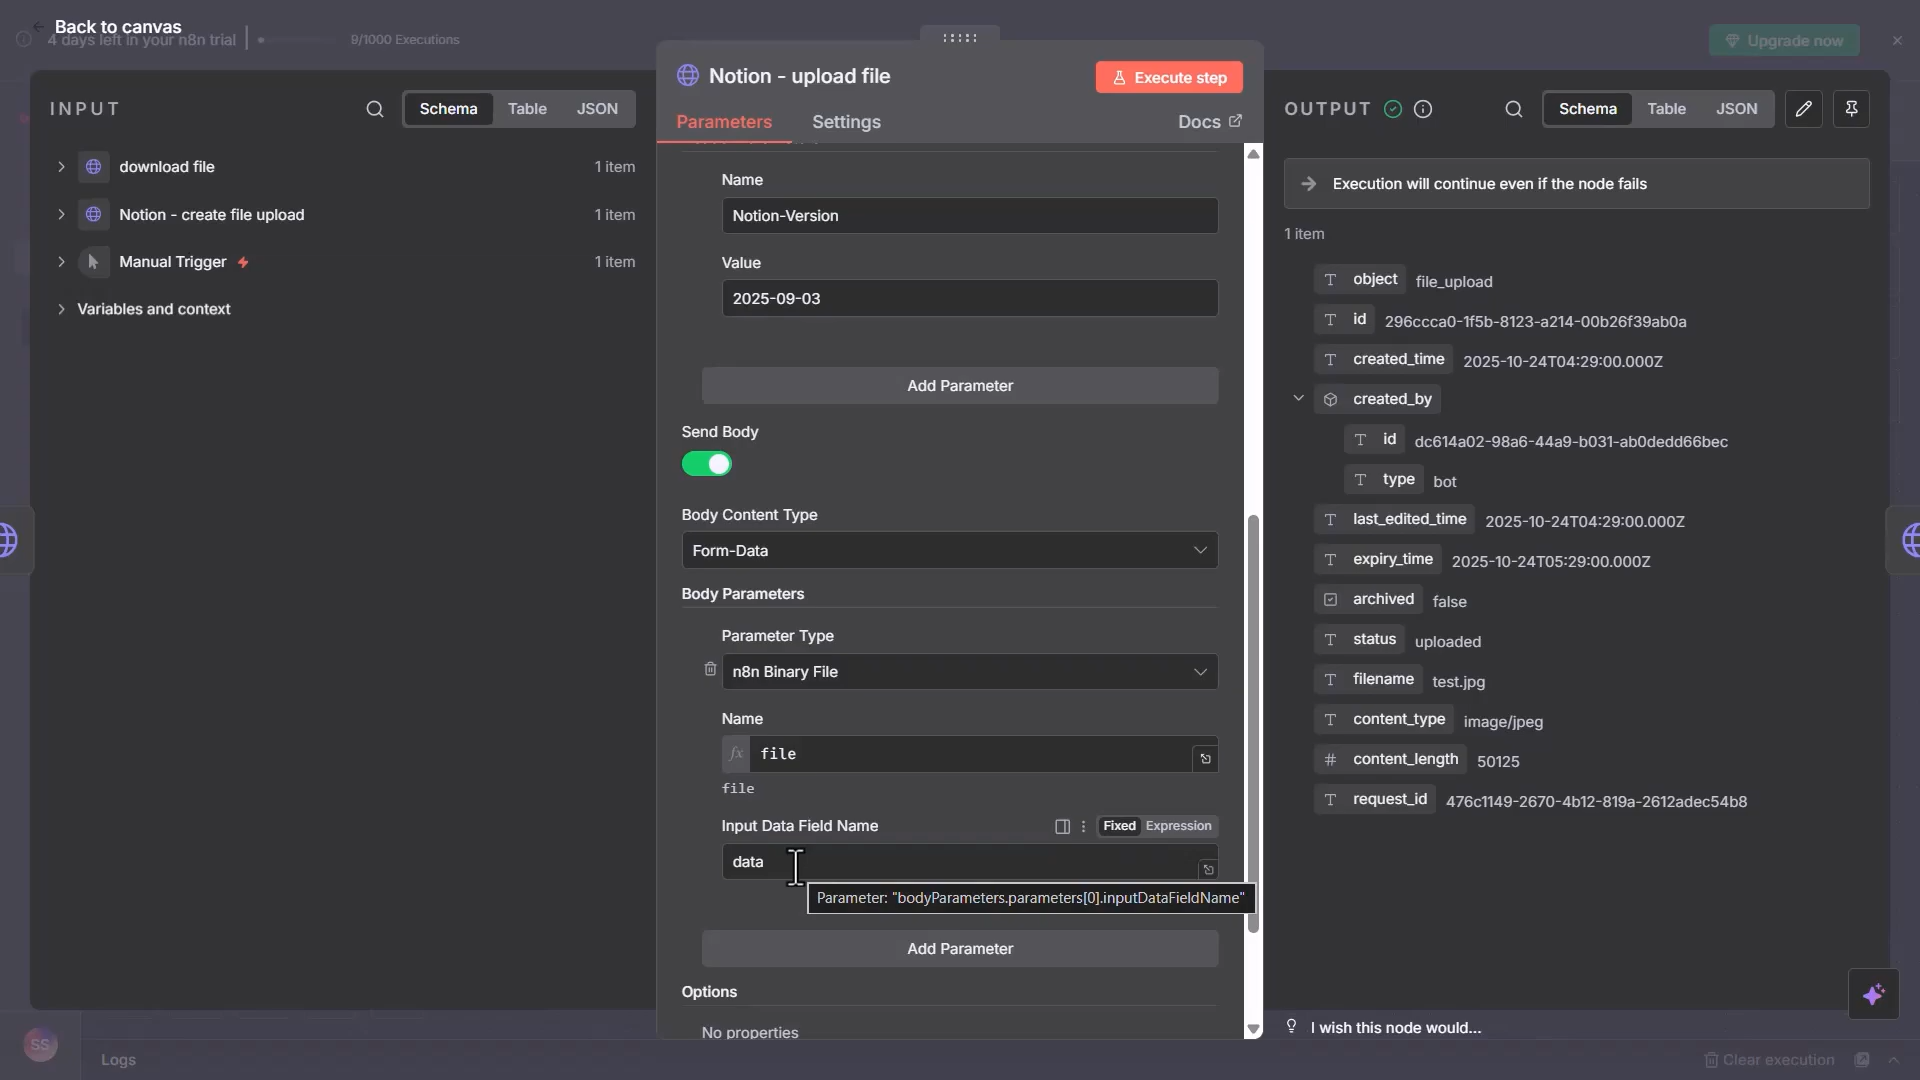 Back to canvas
4 days left in your n8n trial
9/1000 Executions
Upgrade now
INPUT
Schema
Table
JSON
download file
1 item
Notion - create file upload
1 item
Manual Trigger
1 item
Variables and context
Notion - upload file
Execute step
Parameters
Settings
Docs
Name
Notion-Version
Value
2025-09-03
Add Parameter
Send Body
Body Content Type
Form-Data
Body Parameters
Parameter Type
n8n Binary File
Name
fx file
file
Input Data Field Name
Fixed
Expression
data
Parameter: "bodyParameters.parameters[0].inputDataFieldName"
Add Parameter
Options
No properties
OUTPUT
Schema
Table
JSON
Execution will continue even if the node fails
1 item
T object file_upload
T id 296ccca0-1f5b-8123-a214-00b26f39ab0a
T created_time 2025-10-24T04:29:00.000Z
created_by
T id dc614a02-98a6-44a9-b031-ab0dedd66bec
T type bot
T last_edited_time 2025-10-24T04:29:00.000Z
T expiry_time 2025-10-24T05:29:00.000Z
archived false
T status uploaded
T filename test.jpg
T content_type image/jpeg
# content_length 50125
T request_id 476c1149-2670-4b12-819a-2612adec54b8
I wish this node would...
SS
Logs
Clear execution